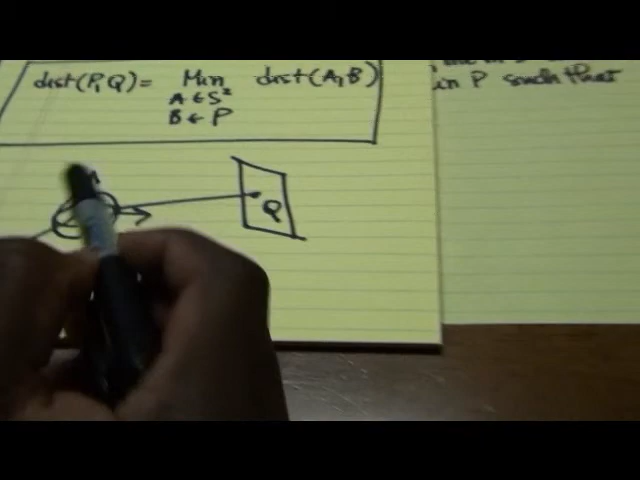 dist(P, Q) = Min dist(A, B)
A ∈ S²
B ∈ P
in P such that
Q